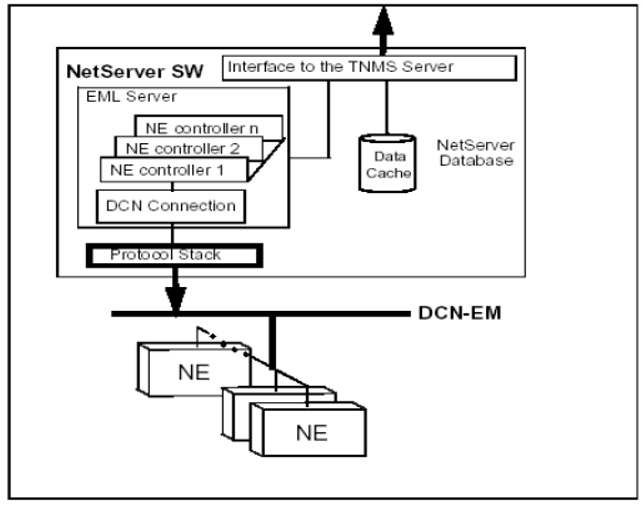 Interface to the TNMS Server
NetServer SW
EML Server
NE controller n
NE controller 2
NE controller 1
DCN Connection
Protocol Stack
Data
Cache
NetServer
Database
DCN-EM
NE
NE